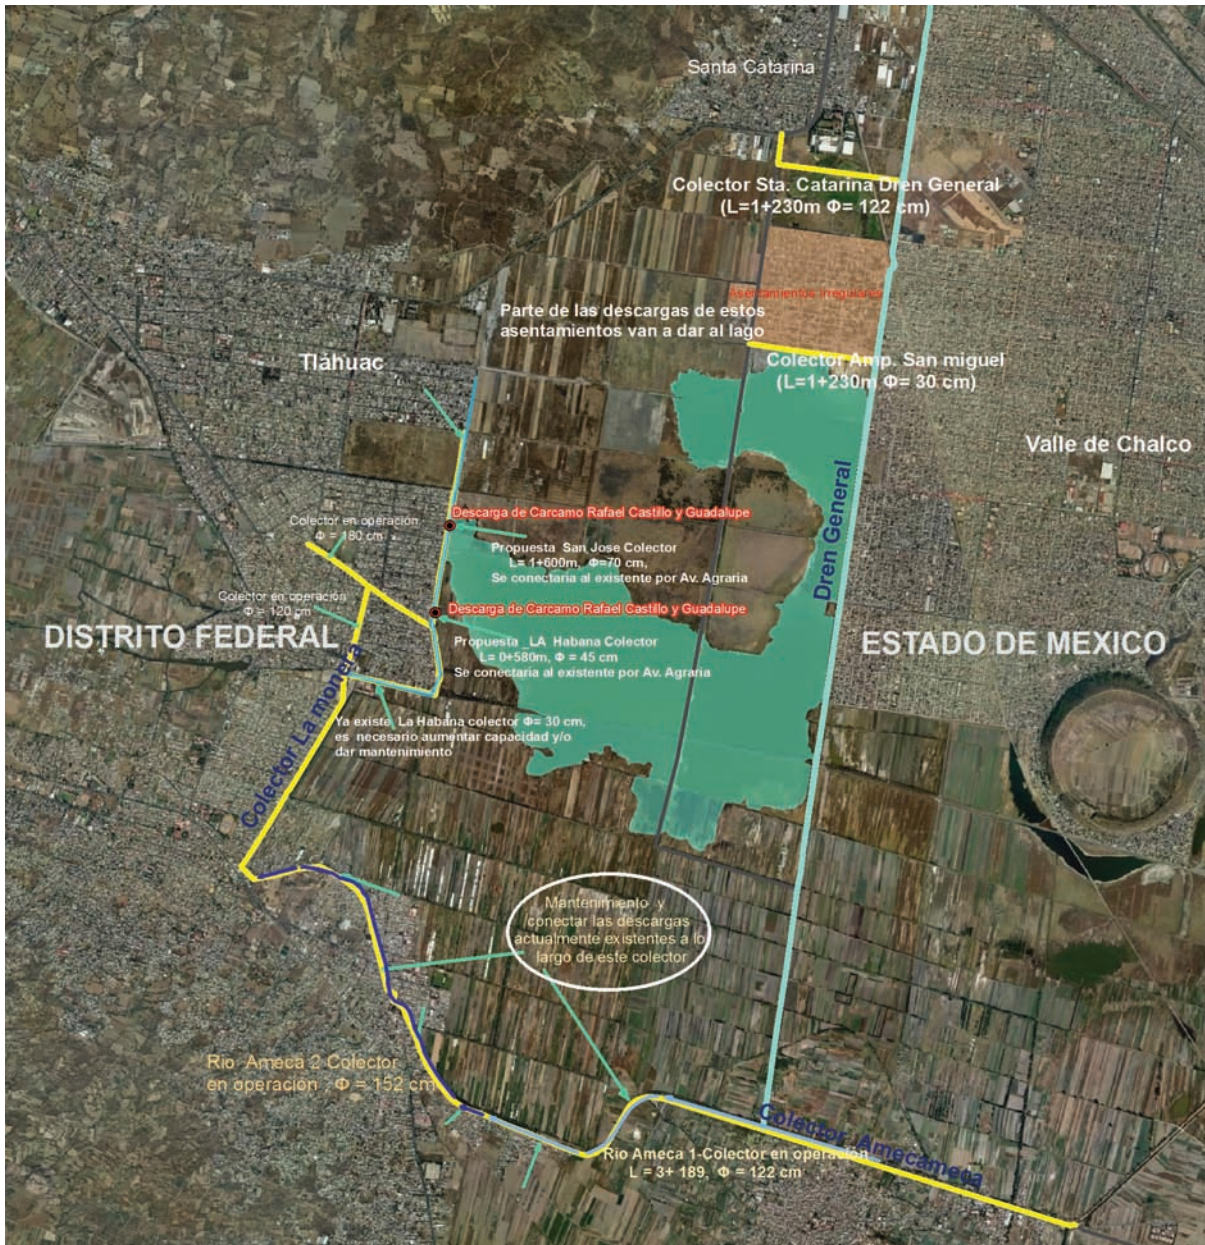 Santa Catarina
Colector Sta. Catarina Dren General
(L=1+230m Φ= 122 cm)
Asentamientos Irregulares
Parte de las descargas de estos
asentamientos van a dar al lago
Colector Amp. San miguel
(L=1+230m, Φ= 30 cm)
Tláhuac
Valle de Chalco
Dren General
Descarga de Carcamo Rafael Castillo y Guadalupe
Colector en operación
Φ = 180 cm
Propuesta San Jose Colector
L= 1+600m, Φ=70 cm,
Se conectaria al existente por Av. Agraria
Colector en operación
Φ = 120 cm
Descarga de Carcamo Rafael Castillo y Guadalupe
DISTRITO FEDERAL
ESTADO DE MEXICO
Propuesta _LA Habana Colector
L= 0+580m, Φ = 45 cm
Se conectaria al existente por Av. Agraria
Colector La monera
Ya existe La Habana colector Φ= 30 cm,
es necesario aumentar capacidad y/o
dar mantenimiento
Mantenimiento y
conectar las descargas
actualmente existentes a lo
largo de este colector
Rio Ameca 2 Colector
en operación , Φ = 152 cm
Colector Amecameca
Rio Ameca 1-Colector en operación
L = 3+ 189, Φ = 122 cm